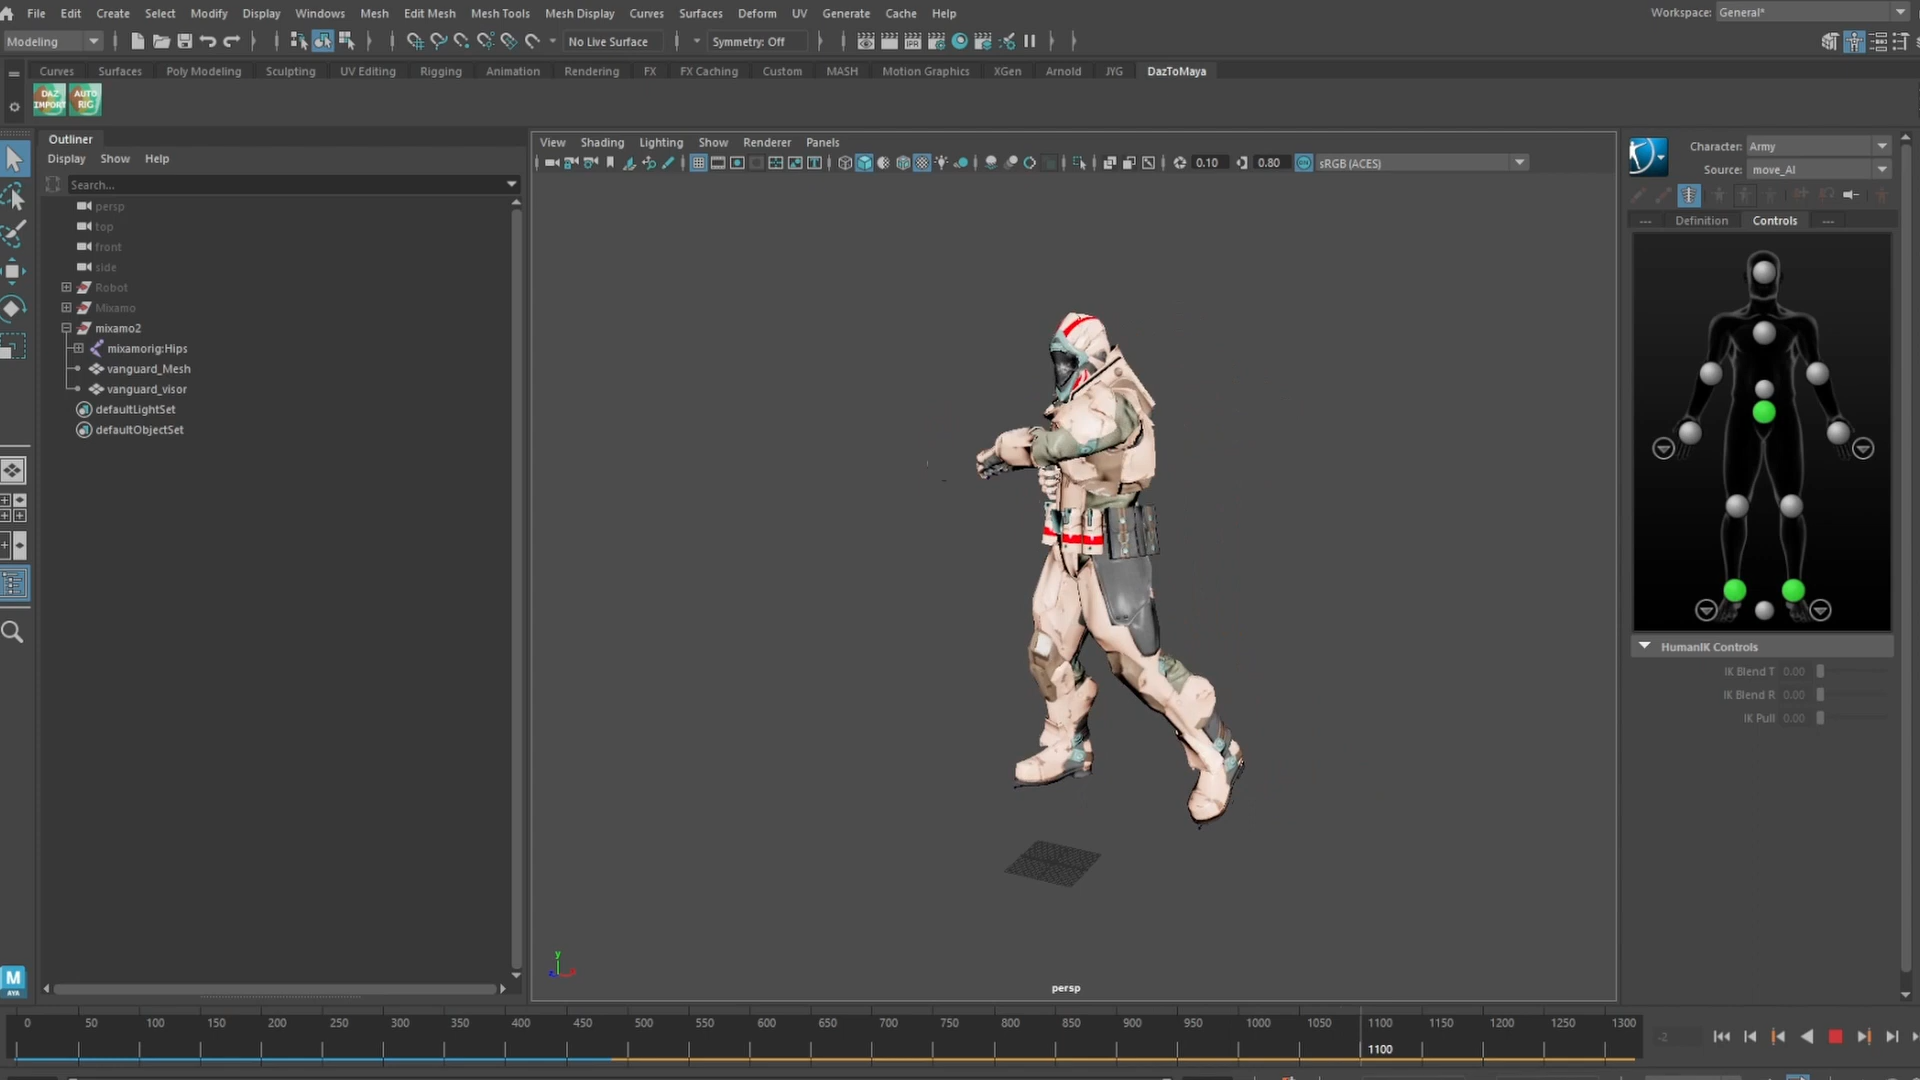 File Edit Create Select Modify Display Windows Mesh Edit Mesh Mesh Tools Mesh Display Curves Surfaces Deform UV Generate Cache Help
Workspace: General*
Modeling No Live Surface Symmetry: Off
IPR
Curves Surfaces Poly Modeling Sculpting UV Editing Rigging Animation Rendering FX FX Caching Custom MASH Motion Graphics XGen Arnold JYG DazToMaya
DAZ IMPORT AUTO RIG
Outliner
Display Show Help
Search...
persp
top
front
side
Robot
Mixamo
mixamo2
mixamorig:Hips
vanguard_Mesh
vanguard_visor
defaultLightSet
defaultObjectSet
View Shading Lighting Show Renderer Panels
0.10 0.80 ON sRGB (ACES)
y
persp
Character: Army
Source: move_AI
--- Definition Controls ---
HumanIK Controls
IK Blend T 0.00
IK Blend R 0.00
IK Pull 0.00
M
AYA
0 50 100 150 200 250 300 350 400 450 500 550 600 650 700 750 800 850 900 950 1000 1050 1100 1150 1200 1250 1300
1100
-2